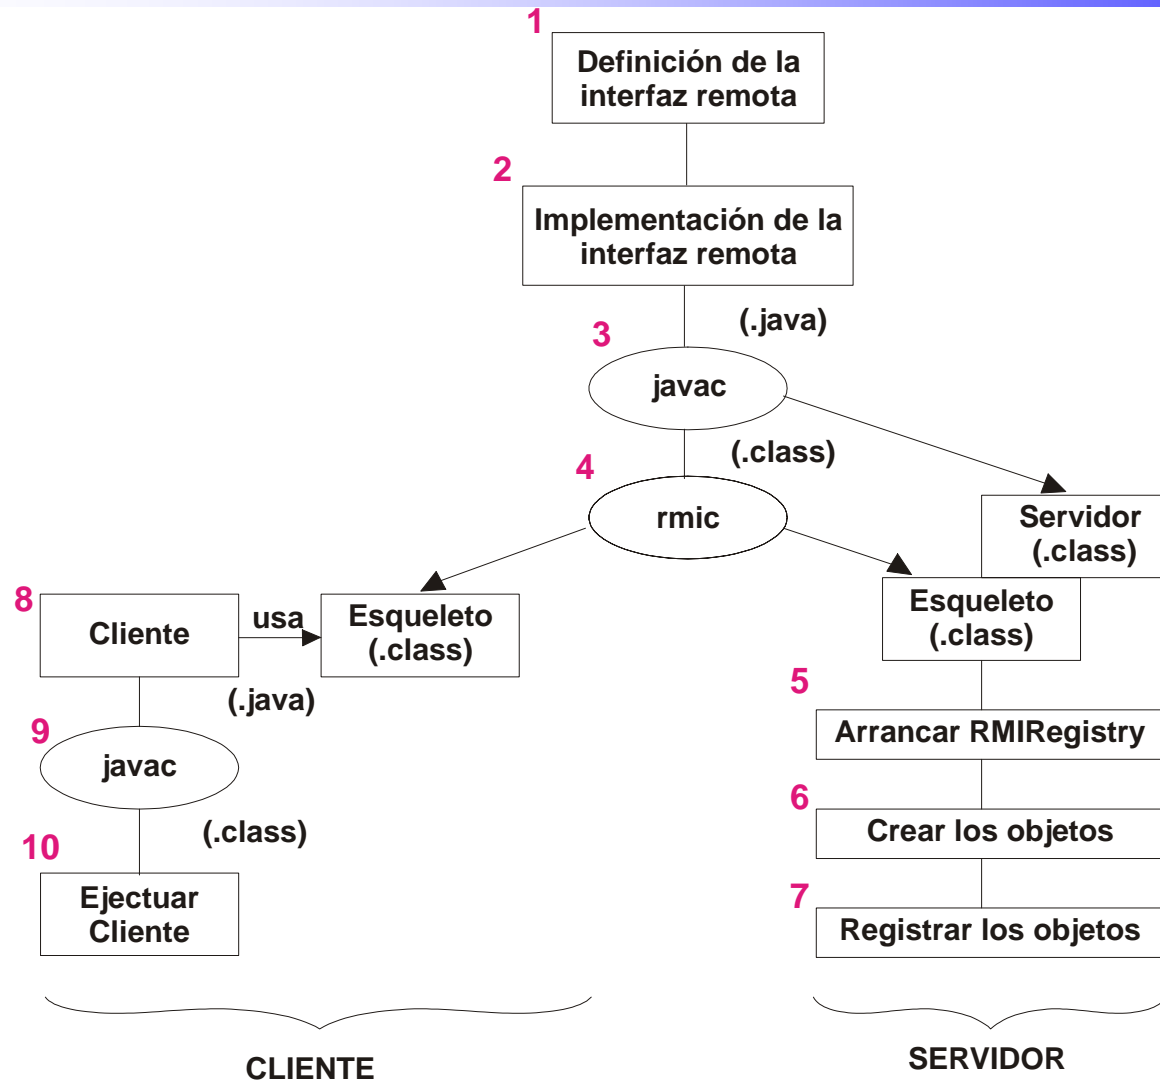 1
Definición de la
interfaz remota
2
Implementación de la
interfaz remota
(.java)
3
javac
(.class)
4
rmic
Servidor
(.class)
8
Cliente
usa
Esqueleto
(.class)
Esqueleto
(.class)
(.java)
5
Arrancar RMIRegistry
9
javac
6
Crear los objetos
(.class)
10
Ejectuar
Cliente
7
Registrar los objetos
CLIENTE
SERVIDOR